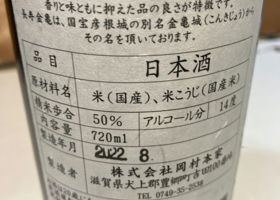 香りと味ともに抑えた品の良さが特徴です。
長寿金亀は、国宝彦根城の別名金亀城(こんきじょう)から
その名を頂いております。
品目 日本酒
原材料名 米(国産)、米こうじ(国産米)
精米歩合 50% アルコール分 14度
内容量 720ml
製造年月 2022.8.
製造者 株式会社岡村本家
滋賀県犬上郡豊郷町吉田100番地
TEL 0749-35-2538